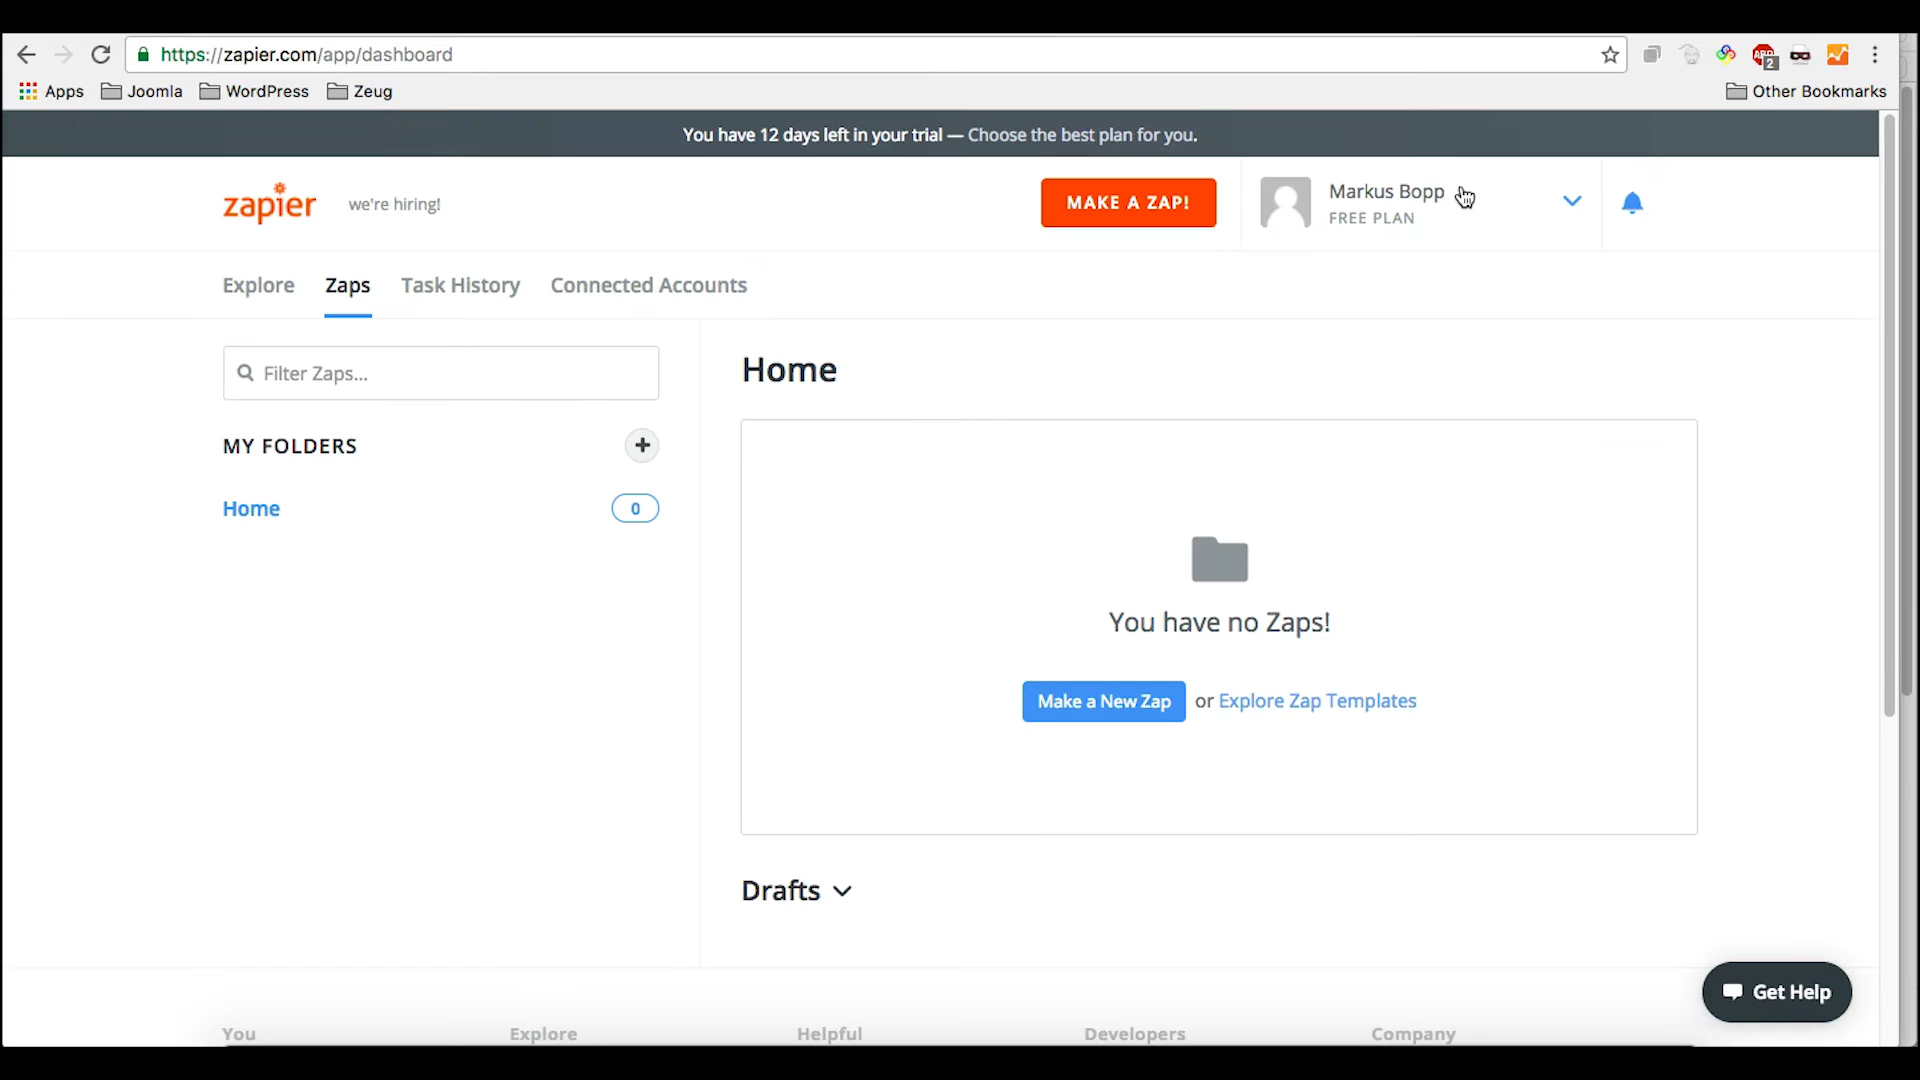 https://zapier.com/app/dashboard
ABP
2
Apps Joomla WordPress Zeug Other Bookmarks
You have 12 days left in your trial — Choose the best plan for you.
zapier we're hiring! MAKE A ZAP! Markus Bopp
FREE PLAN
Explore Zaps Task History Connected Accounts
Filter Zaps...
MY FOLDERS
Home 0
Home
You have no Zaps!
Make a New Zap or Explore Zap Templates
Drafts
Get Help
You Explore Helpful Developers Company